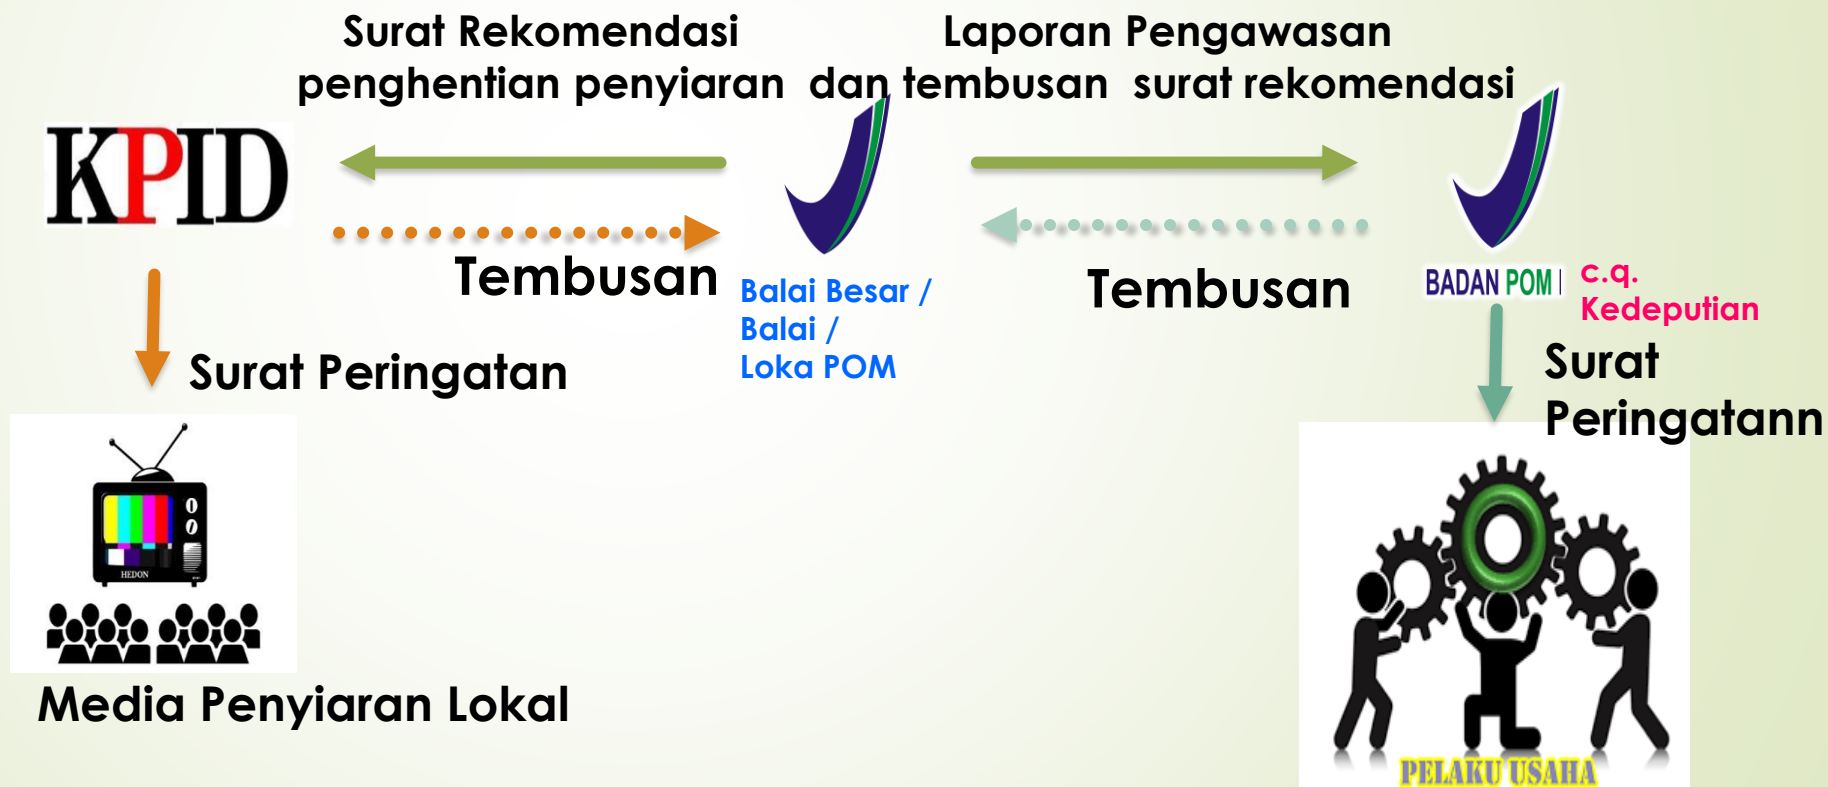 Surat Rekomendasi
penghentian penyiaran
Laporan Pengawasan
dan tembusan surat rekomendasi
KPID
Tembusan
Balai Besar /
Balai /
Loka POM
Tembusan
BADAN POM
c.q.
Kedeputian
Surat Peringatan
Surat
Peringatann
HEDON
Media Penyiaran Lokal
PELAKU USAHA